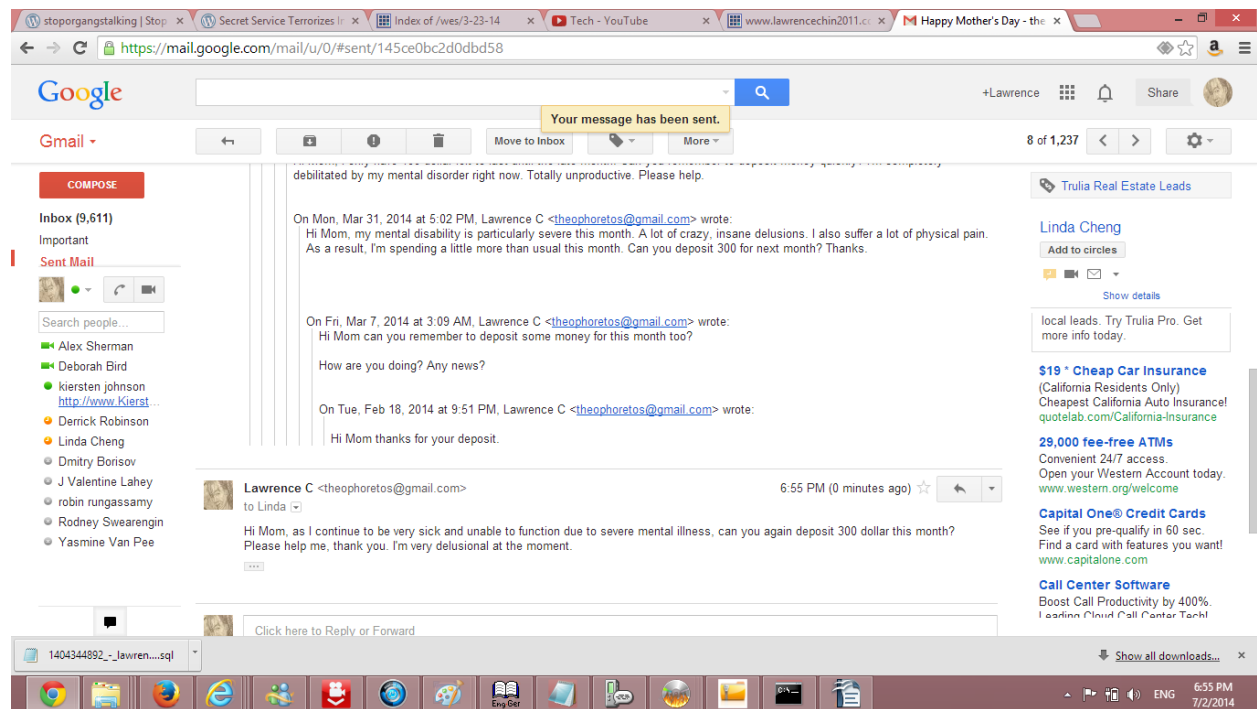 stoporgangstalking | Stop
Secret Service Terrorizes Ir
Index of /wes/3-23-14
Tech - YouTube
www.lawrencechin2011.cc
Happy Mother's Day - the
https://mail.google.com/mail/u/0/#sent/145ce0bc2d0dbd58
Google
+Lawrence
Share
Your message has been sent.
Gmail
Move to Inbox
More
8 of 1,237
COMPOSE
Inbox (9,611)
Important
Sent Mail
Search people...
Alex Sherman
Deborah Bird
kiersten johnson
http://www.Kierst...
Derrick Robinson
Linda Cheng
Dmitry Borisov
J Valentine Lahey
robin rungassamy
Rodney Swearengin
Yasmine Van Pee
debilitated by my mental disorder right now. Totally unproductive. Please help.
On Mon, Mar 31, 2014 at 5:02 PM, Lawrence C <theophoretos@gmail.com> wrote:
Hi Mom, my mental disability is particularly severe this month. A lot of crazy, insane delusions. I also suffer a lot of physical pain.
As a result, I'm spending a little more than usual this month. Can you deposit 300 for next month? Thanks.
On Fri, Mar 7, 2014 at 3:09 AM, Lawrence C <theophoretos@gmail.com> wrote:
Hi Mom can you remember to deposit some money for this month too?
How are you doing? Any news?
On Tue, Feb 18, 2014 at 9:51 PM, Lawrence C <theophoretos@gmail.com> wrote:
Hi Mom thanks for your deposit.
Lawrence C <theophoretos@gmail.com>
6:55 PM (0 minutes ago)
to Linda
Hi Mom, as I continue to be very sick and unable to function due to severe mental illness, can you again deposit 300 dollar this month?
Please help me, thank you. I'm very delusional at the moment.
...
Click here to Reply or Forward
Trulia Real Estate Leads
Linda Cheng
Add to circles
Show details
local leads. Try Trulia Pro. Get
more info today.
$19 * Cheap Car Insurance
(California Residents Only)
Cheapest California Auto Insurance!
quotelab.com/California-Insurance
29,000 fee-free ATMs
Convenient 24/7 access.
Open your Western Account today.
www.western.org/welcome
Capital One® Credit Cards
See if you pre-qualify in 60 sec.
Find a card with features you want!
www.capitalone.com
Call Center Software
Boost Call Productivity by 400%.
Leading Cloud Call Center Tech!
1404344892_-_lawren....sql
Show all downloads...
Eng Ger
ENG
6:55 PM
7/2/2014